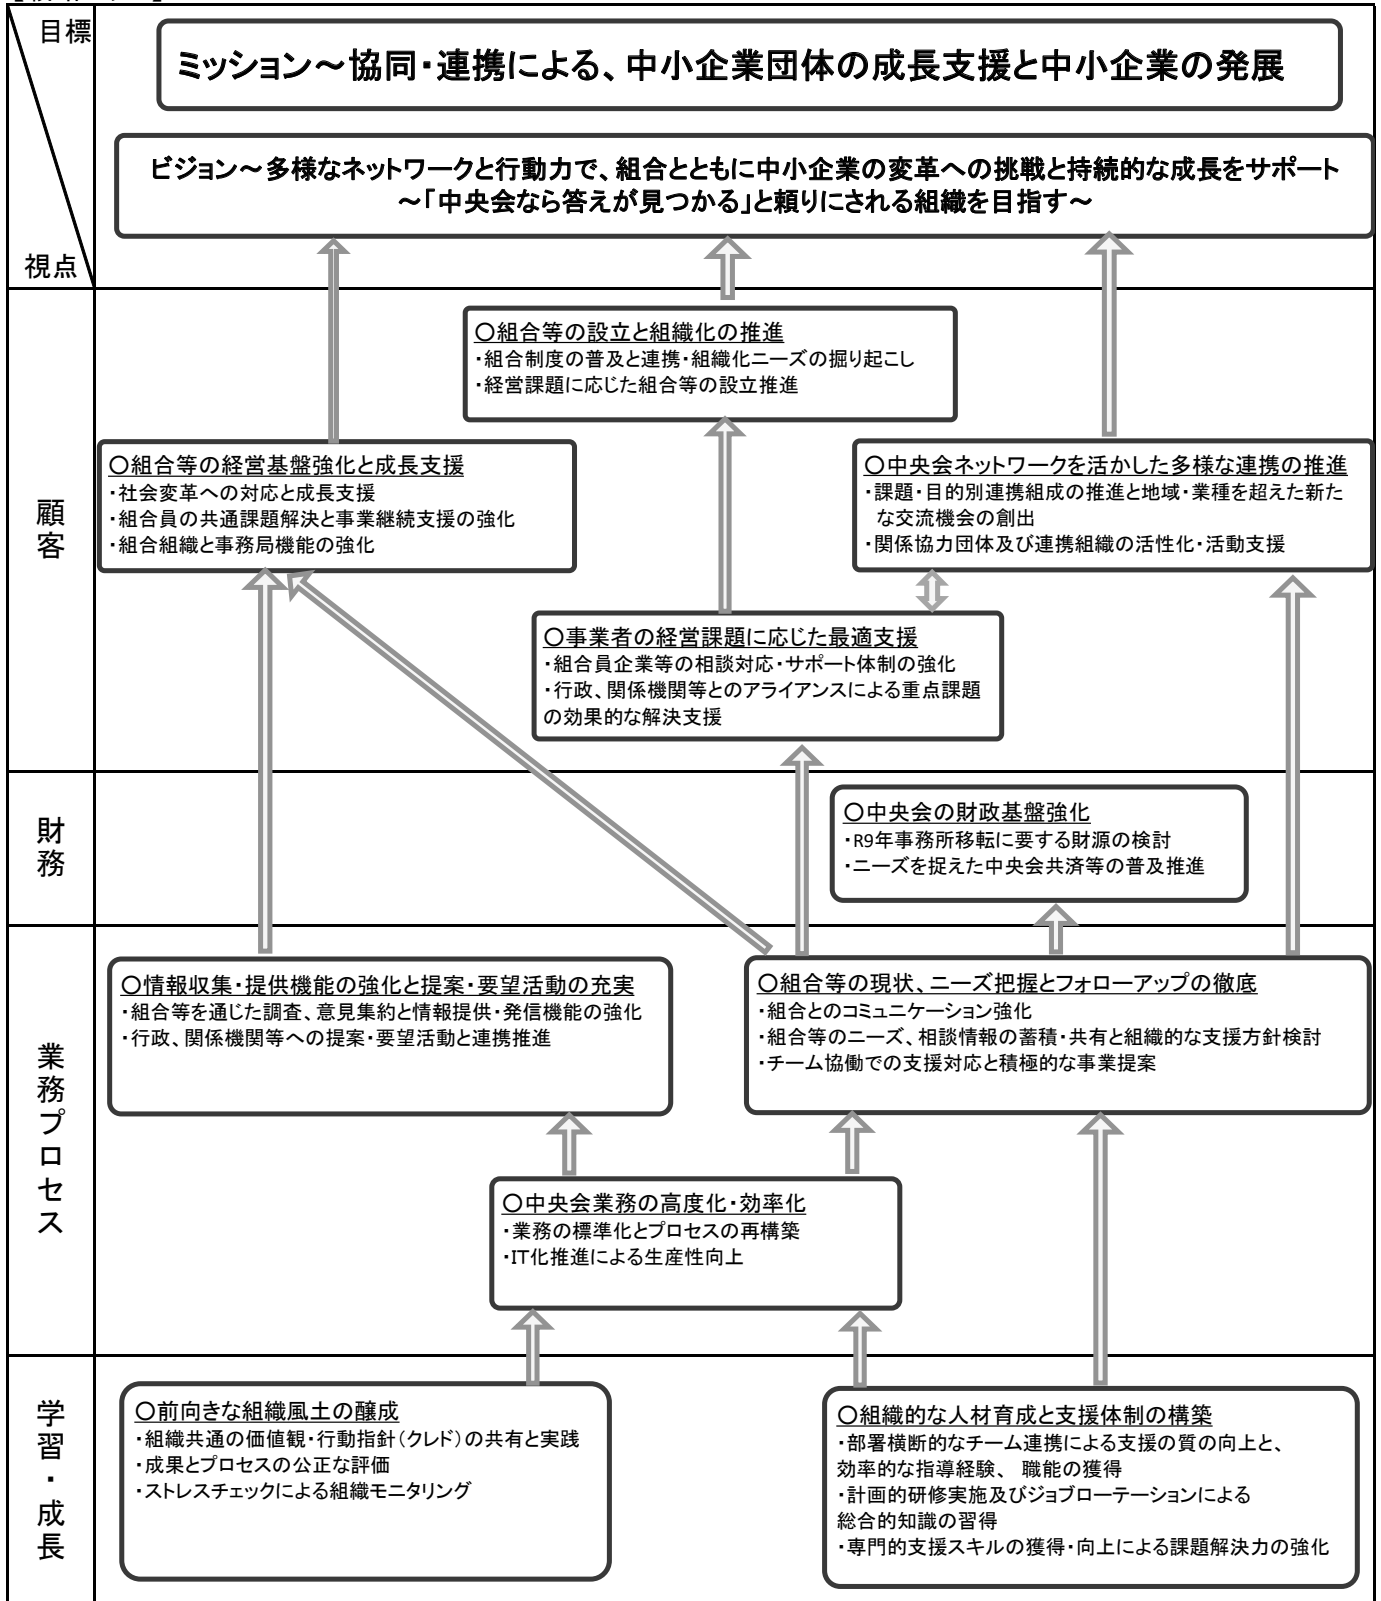 目標
視点
ミッション～協同・連携による、中小企業団体の成長支援と中小企業の発展
ビジョン～多様なネットワークと行動力で、組合とともに中小企業の変革への挑戦と持続的な成長をサポート
～「中央会なら答えが見つかる」と頼りにされる組織を目指す～
顧客
〇組合等の設立と組織化の推進
・組合制度の普及と連携・組織化ニーズの掘り起こし
・経営課題に応じた組合等の設立推進
〇組合等の経営基盤強化と成長支援
・社会変革への対応と成長支援
・組合員の共通課題解決と事業継続支援の強化
・組合組織と事務局機能の強化
〇中央会ネットワークを活かした多様な連携の推進
・課題・目的別連携組成の推進と地域・業種を超えた新た
な交流機会の創出
・関係協力団体及び連携組織の活性化・活動支援
〇事業者の経営課題に応じた最適支援
・組合員企業等の相談対応・サポート体制の強化
・行政、関係機関等とのアライアンスによる重点課題
の効果的な解決支援
財務
〇中央会の財政基盤強化
・R9年事務所移転に要する財源の検討
・ニーズを捉えた中央会共済等の普及推進
業務プロセス
〇情報収集・提供機能の強化と提案・要望活動の充実
・組合等を通じた調査、意見集約と情報提供・発信機能の強化
・行政、関係機関等への提案・要望活動と連携推進
〇組合等の現状、ニーズ把握とフォローアップの徹底
・組合とのコミュニケーション強化
・組合等のニーズ、相談情報の蓄積・共有と組織的な支援方針検討
・チーム協働での支援対応と積極的な事業提案
〇中央会業務の高度化・効率化
・業務の標準化とプロセスの再構築
・IT化推進による生産性向上
学習・成長
〇前向きな組織風土の醸成
・組織共通の価値観・行動指針（クレド）の共有と実践
・成果とプロセスの公正な評価
・ストレスチェックによる組織モニタリング
〇組織的な人材育成と支援体制の構築
・部署横断的なチーム連携による支援の質の向上と、
効率的な指導経験、 職能の獲得
・計画的研修実施及びジョブローテーションによる
総合的知識の習得
・専門的支援スキルの獲得・向上による課題解決力の強化